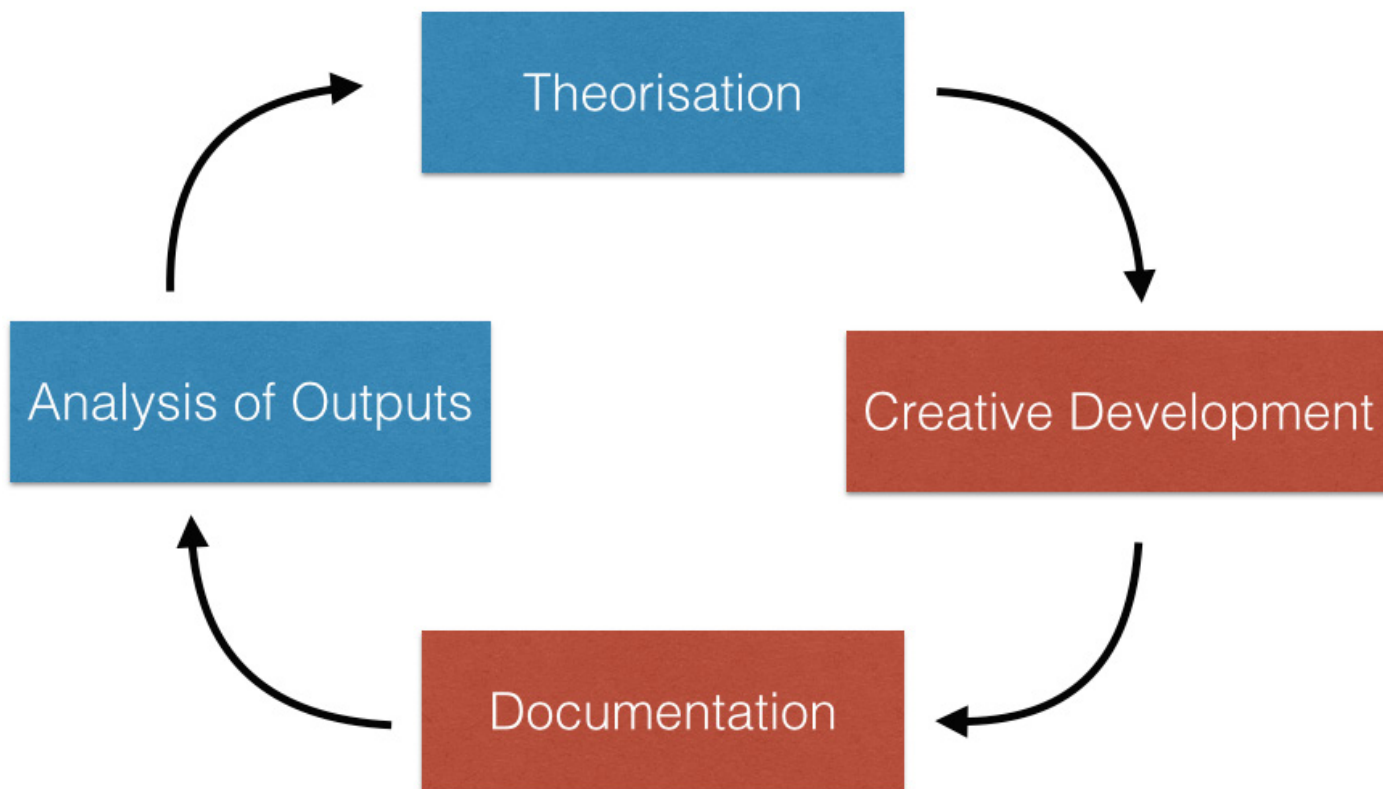 Theorisation
Analysis of Outputs
Creative Development
Documentation